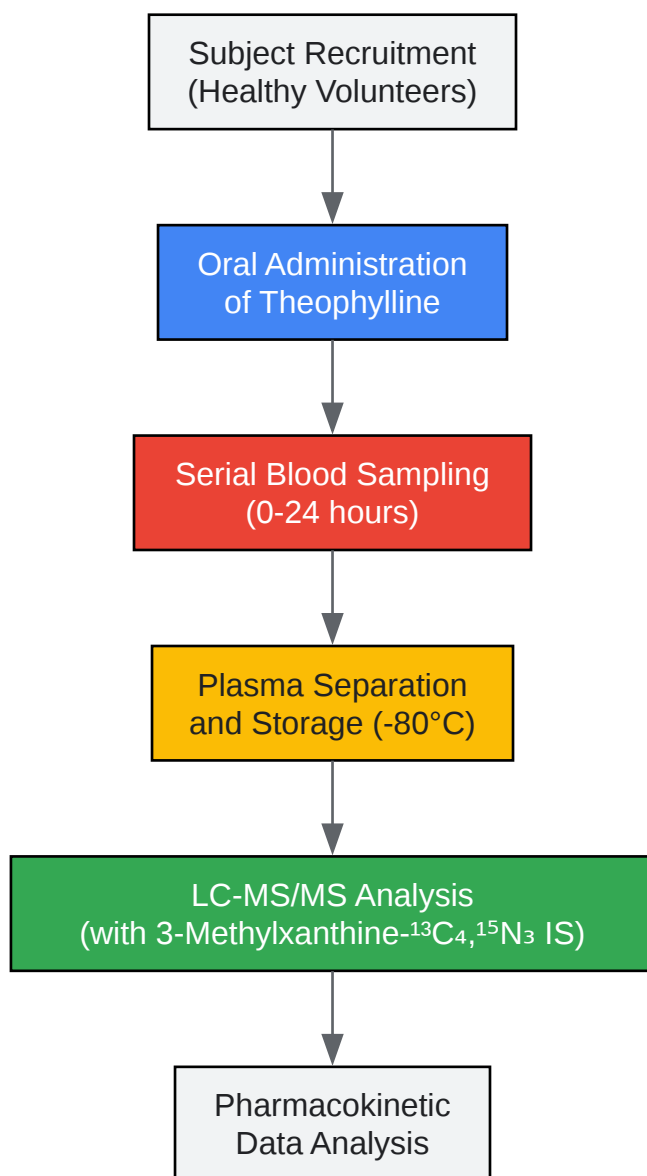 Subject Recruitment
(Healthy Volunteers)
Oral Administration
of Theophylline
Serial Blood Sampling
(0-24 hours)
Plasma Separation
and Storage (-80°C)
LC-MS/MS Analysis
(with 3-Methylxanthine-¹³C₄,¹⁵N₃ IS)
Pharmacokinetic
Data Analysis